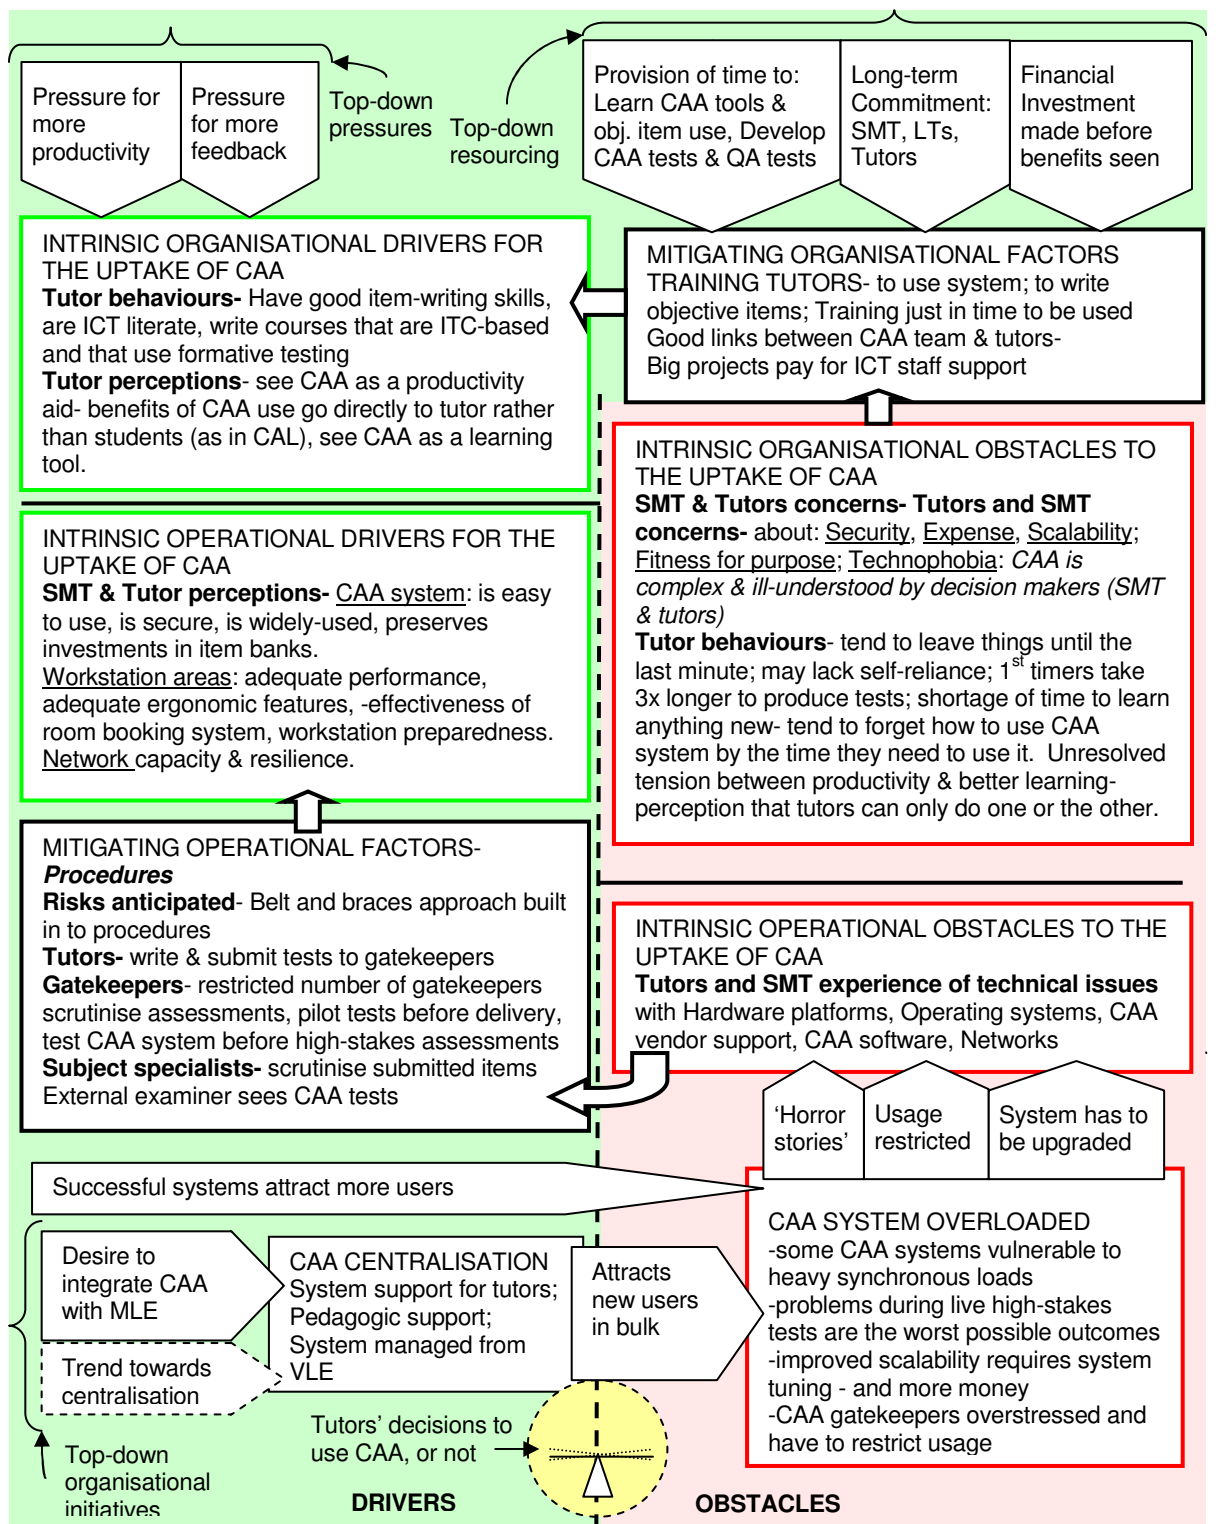 Pressure for
more
productivity
Pressure
for more
feedback
Top-down
pressures
Top-down
resourcing
Provision of time to:
Learn CAA tools &
obj. item use, Develop
CAA tests & QA tests
Long-term
Commitment:
SMT, LTs,
Tutors
Financial
Investment
made before
benefits seen
INTRINSIC ORGANISATIONAL DRIVERS FOR
THE UPTAKE OF CAA
Tutor behaviours- Have good item-writing skills,
are ICT literate, write courses that are ITC-based
and that use formative testing
Tutor perceptions- see CAA as a productivity
aid- benefits of CAA use go directly to tutor rather
than students (as in CAL), see CAA as a learning
tool.
MITIGATING ORGANISATIONAL FACTORS
TRAINING TUTORS- to use system; to write
objective items; Training just in time to be used
Good links between CAA team & tutors-
Big projects pay for ICT staff support
INTRINSIC ORGANISATIONAL OBSTACLES TO
THE UPTAKE OF CAA
SMT & Tutors concerns- Tutors and SMT
concerns- about: Security, Expense, Scalability;
Fitness for purpose; Technophobia: CAA is
complex & ill-understood by decision makers (SMT
& tutors)
Tutor behaviours- tend to leave things until the
last minute; may lack self-reliance; 1st timers take
3x longer to produce tests; shortage of time to learn
anything new- tend to forget how to use CAA
system by the time they need to use it.  Unresolved
tension between productivity & better learning-
perception that tutors can only do one or the other.
INTRINSIC OPERATIONAL DRIVERS FOR THE
UPTAKE OF CAA
SMT & Tutor perceptions- CAA system: is easy
to use, is secure, is widely-used, preserves
investments in item banks.
Workstation areas: adequate performance,
adequate ergonomic features, -effectiveness of
room booking system, workstation preparedness.
Network capacity & resilience.
MITIGATING OPERATIONAL FACTORS-
Procedures
Risks anticipated- Belt and braces approach built
in to procedures
Tutors- write & submit tests to gatekeepers
Gatekeepers- restricted number of gatekeepers
scrutinise assessments, pilot tests before delivery,
test CAA system before high-stakes assessments
Subject specialists- scrutinise submitted items
External examiner sees CAA tests
INTRINSIC OPERATIONAL OBSTACLES TO THE
UPTAKE OF CAA
Tutors and SMT experience of technical issues
with Hardware platforms, Operating systems, CAA
vendor support, CAA software, Networks
'Horror
stories'
Usage
restricted
System has to
be upgraded
Successful systems attract more users
Desire to
integrate CAA
with MLE
Trend towards
centralisation
CAA CENTRALISATION
System support for tutors;
Pedagogic support;
System managed from
VLE
Attracts
new users
in bulk
CAA SYSTEM OVERLOADED
-some CAA systems vulnerable to
heavy synchronous loads
-problems during live high-stakes
tests are the worst possible outcomes
-improved scalability requires system
tuning - and more money
-CAA gatekeepers overstressed and
have to restrict usage
Top-down
organisational
initiatives
Tutors' decisions to
use CAA, or not
DRIVERS
OBSTACLES